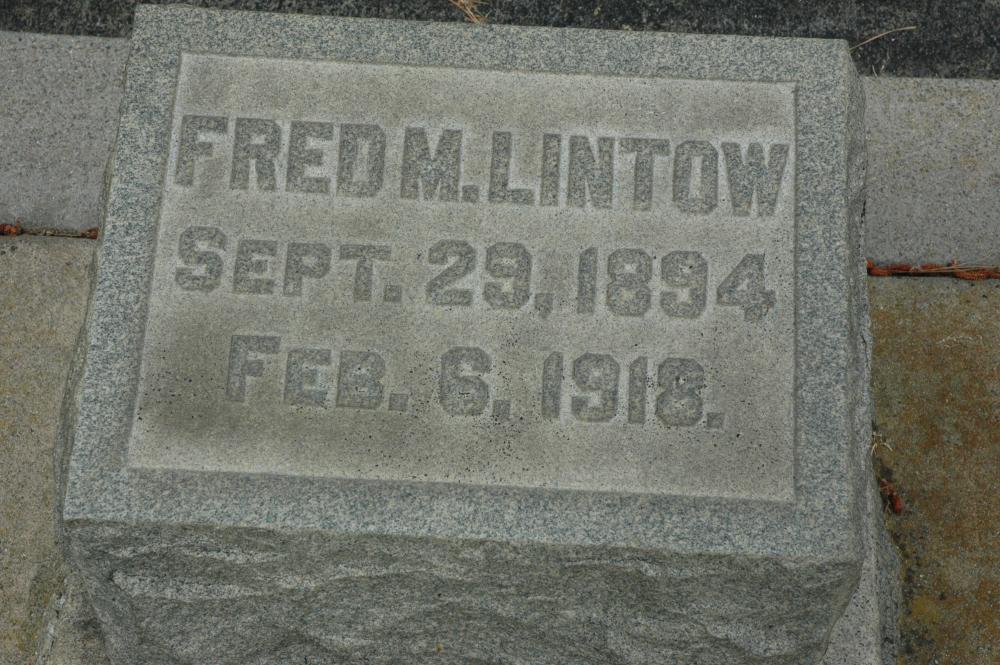 FRED M. LINTOW
SEPT. 29, 1894
FEB. 6, 1918.